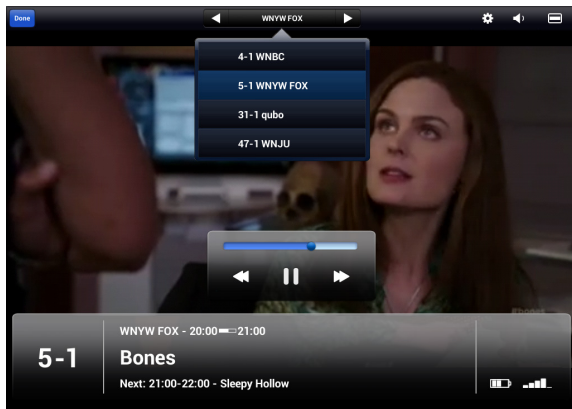 Done
WNYW FOX
4-1 WNBC
5-1 WNYW FOX
31-1 qubo
47-1 WNJU
WNYW FOX - 20:00 21:00
5-1
Bones
Next: 21:00-22:00 - Sleepy Hollow